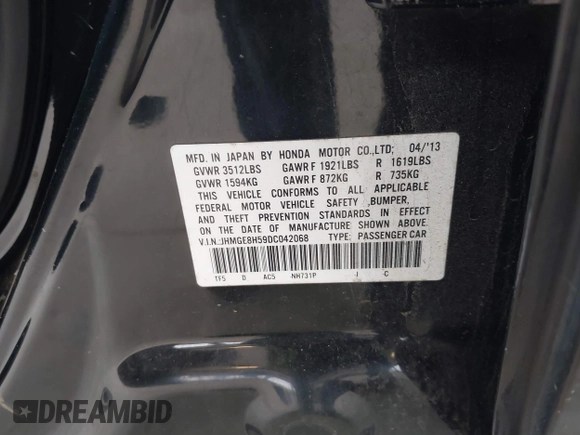 MFD. IN JAPAN BY HONDA MOTOR CO.,LTD; 04/'13
GVWR 3512LBS GAWR F 1921LBS R 1619LBS
GVWR 1594KG GAWR F 872KG R 735KG
THIS VEHICLE CONFORMS TO ALL APPLICABLE
FEDERAL MOTOR VEHICLE SAFETY ,BUMPER,
AND THEFT PREVENTION STANDARDS IN EFFECT
ON THE DATE OF MANUFACTURE SHOWN ABOVE.
V.I.N.:JHMGE8H59DC042068 TYPE: PASSENGER CAR
TF5 D AC5 -NH731P J -C
DREAMBID